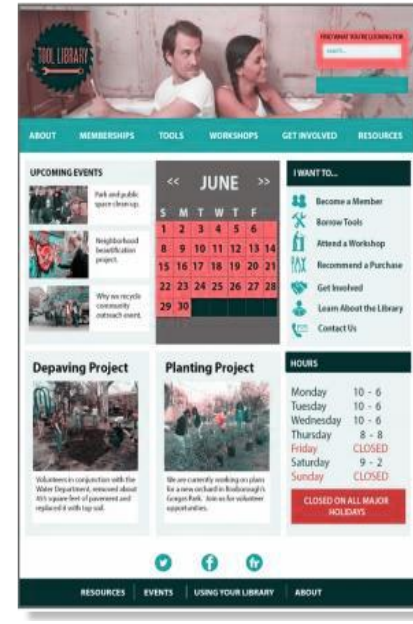 TOOL LIBRARY
FIND WHAT YOU'RE LOOKING FOR
search...
ABOUT MEMBERSHIPS TOOLS WORKSHOPS GET INVOLVED RESOURCES
UPCOMING EVENTS
Park and public
space clean-up.
Neighborhood
beautification
project.
Why we recycle
community
outreach event.
<< JUNE >>
S M T W T F
1 2 3 4 5 6
8 9 10 11 12 13 14
15 16 17 18 19 20 21
22 23 24 25 26 27 28
29 30
I WANT TO...
Become a Member
Borrow Tools
Attend a Workshop
Recommend a Purchase
Get Involved
Learn About the Library
Contact Us
Depaving Project
Volunteers in conjunction with the
Water Department, removed about
455 square feet of pavement and
replaced it with top soil.
Planting Project
We are currently working on plans
for a new orchard in Roxborough's
Gorgas Park. Join us for volunteer
opportunities.
HOURS
Monday 10 - 6
Tuesday 10 - 6
Wednesday 10 - 6
Thursday 8 - 8
Friday CLOSED
Saturday 9 - 2
Sunday CLOSED
CLOSED ON ALL MAJOR
HOLIDAYS
RESOURCES EVENTS USING YOUR LIBRARY ABOUT